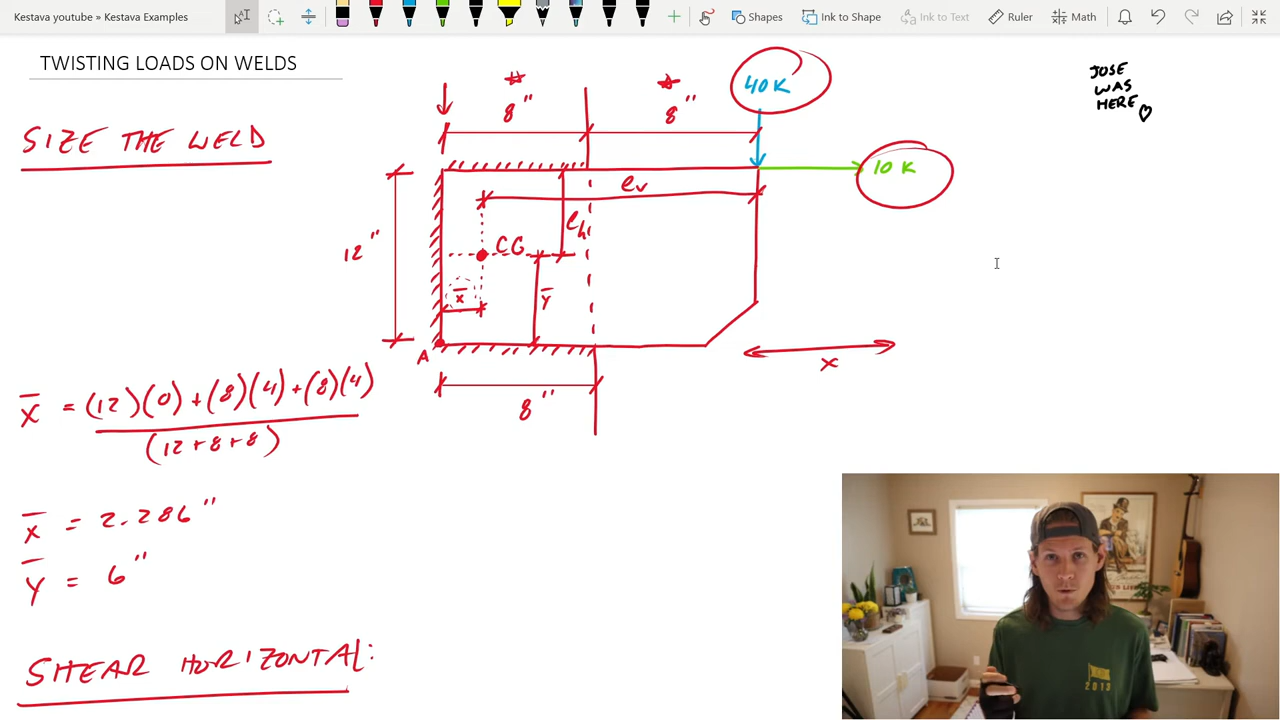 Kestava youtube » Kestava Examples
Shapes
Ink to Shape
Ink to Text
Ruler
Math
TWISTING LOADS ON WELDS
JOSE
WAS
HERE ♡
SIZE THE WELD
8"
8"
40K
10 K
12"
ev
eh
CG
x̄
ȳ
A
x
8"
x̄ = (12)(0)+(8)(4)+(8)(4)
(12+8+8)
x̄ = 2.286"
Ȳ = 6"
SHEAR HORIZONTAL:
2013